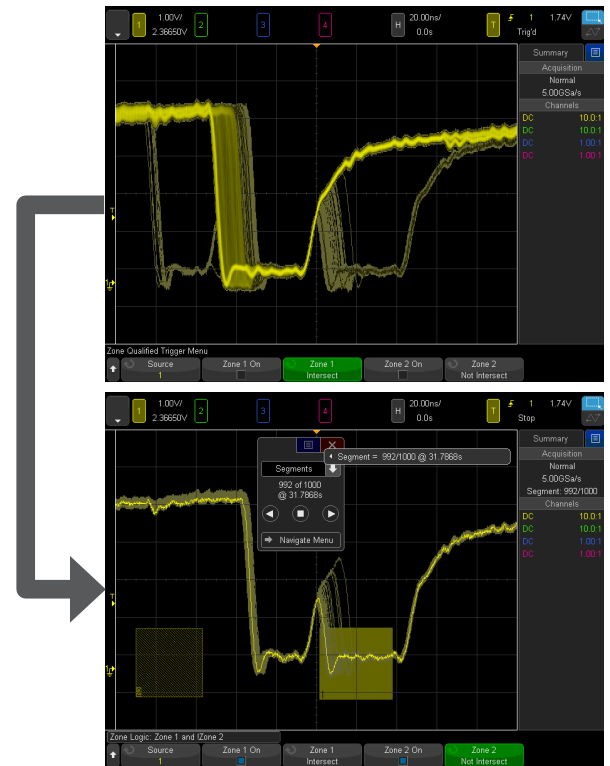 1 1.00V/ 2 3 4 H 20.00ns/ T 1 1.74V
2.36650V 0.0s Trig'd
Summary
Acquisition
Normal
5.00GSa/s
Channels
DC 10.0:1
DC 10.0:1
DC 1.00:1
DC 1.00:1
T
1
Zone Qualified Trigger Menu
Source Zone 1 On Zone 1 Zone 2 On Zone 2
1 Intersect Not Intersect
1 1.00V/ 2 3 4 H 20.00ns/ T 1 1.74V
2.36650V 0.0s Stop
Summary
Segment = 992/1000 @ 31.7868s
Acquisition
Segments
Normal
992 of 1000
5.00GSa/s
@ 31.7868s
Segment: 992/1000
Channels
DC 10.0:1
DC 10.0:1
Navigate Menu
DC 1.00:1
DC 1.00:1
T
1
Zone Logic: Zone 1 and !Zone 2
Source Zone 1 On Zone 1 Zone 2 On Zone 2
1 Intersect Not Intersect